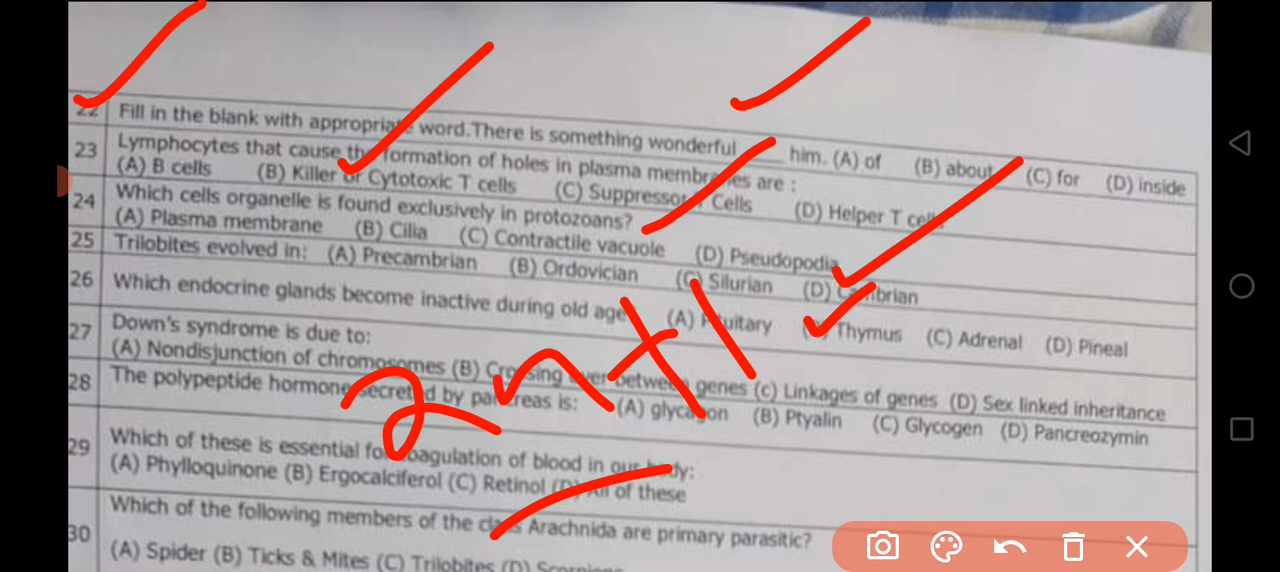 22 Fill in the blank with appropriate word.There is something wonderful ____ him. (A) of (B) about (C) for (D) inside
23 Lymphocytes that cause the formation of holes in plasma membranes are :
(A) B cells (B) Killer or Cytotoxic T cells (C) Suppressor T Cells (D) Helper T cells
24 Which cells organelle is found exclusively in protozoans?
(A) Plasma membrane (B) Cilia (C) Contractile vacuole (D) Pseudopodia
25 Trilobites evolved in: (A) Precambrian (B) Ordovician (C) Silurian (D) Cambrian
26 Which endocrine glands become inactive during old age (A) Pituitary Thymus (C) Adrenal (D) Pineal
27 Down's syndrome is due to:
(A) Nondisjunction of chromosomes (B) Crossing over between genes (c) Linkages of genes (D) Sex linked inheritance
28 The polypeptide hormone secreted by pancreas is: (A) glycagon (B) Ptyalin (C) Glycogen (D) Pancreozymin
29 Which of these is essential for coagulation of blood in our body:
(A) Phylloquinone (B) Ergocalciferol (C) Retinol (D) All of these
30 Which of the following members of the class Arachnida are primary parasitic?
(A) Spider (B) Ticks & Mites (C) Trilobites (D) Scorpions